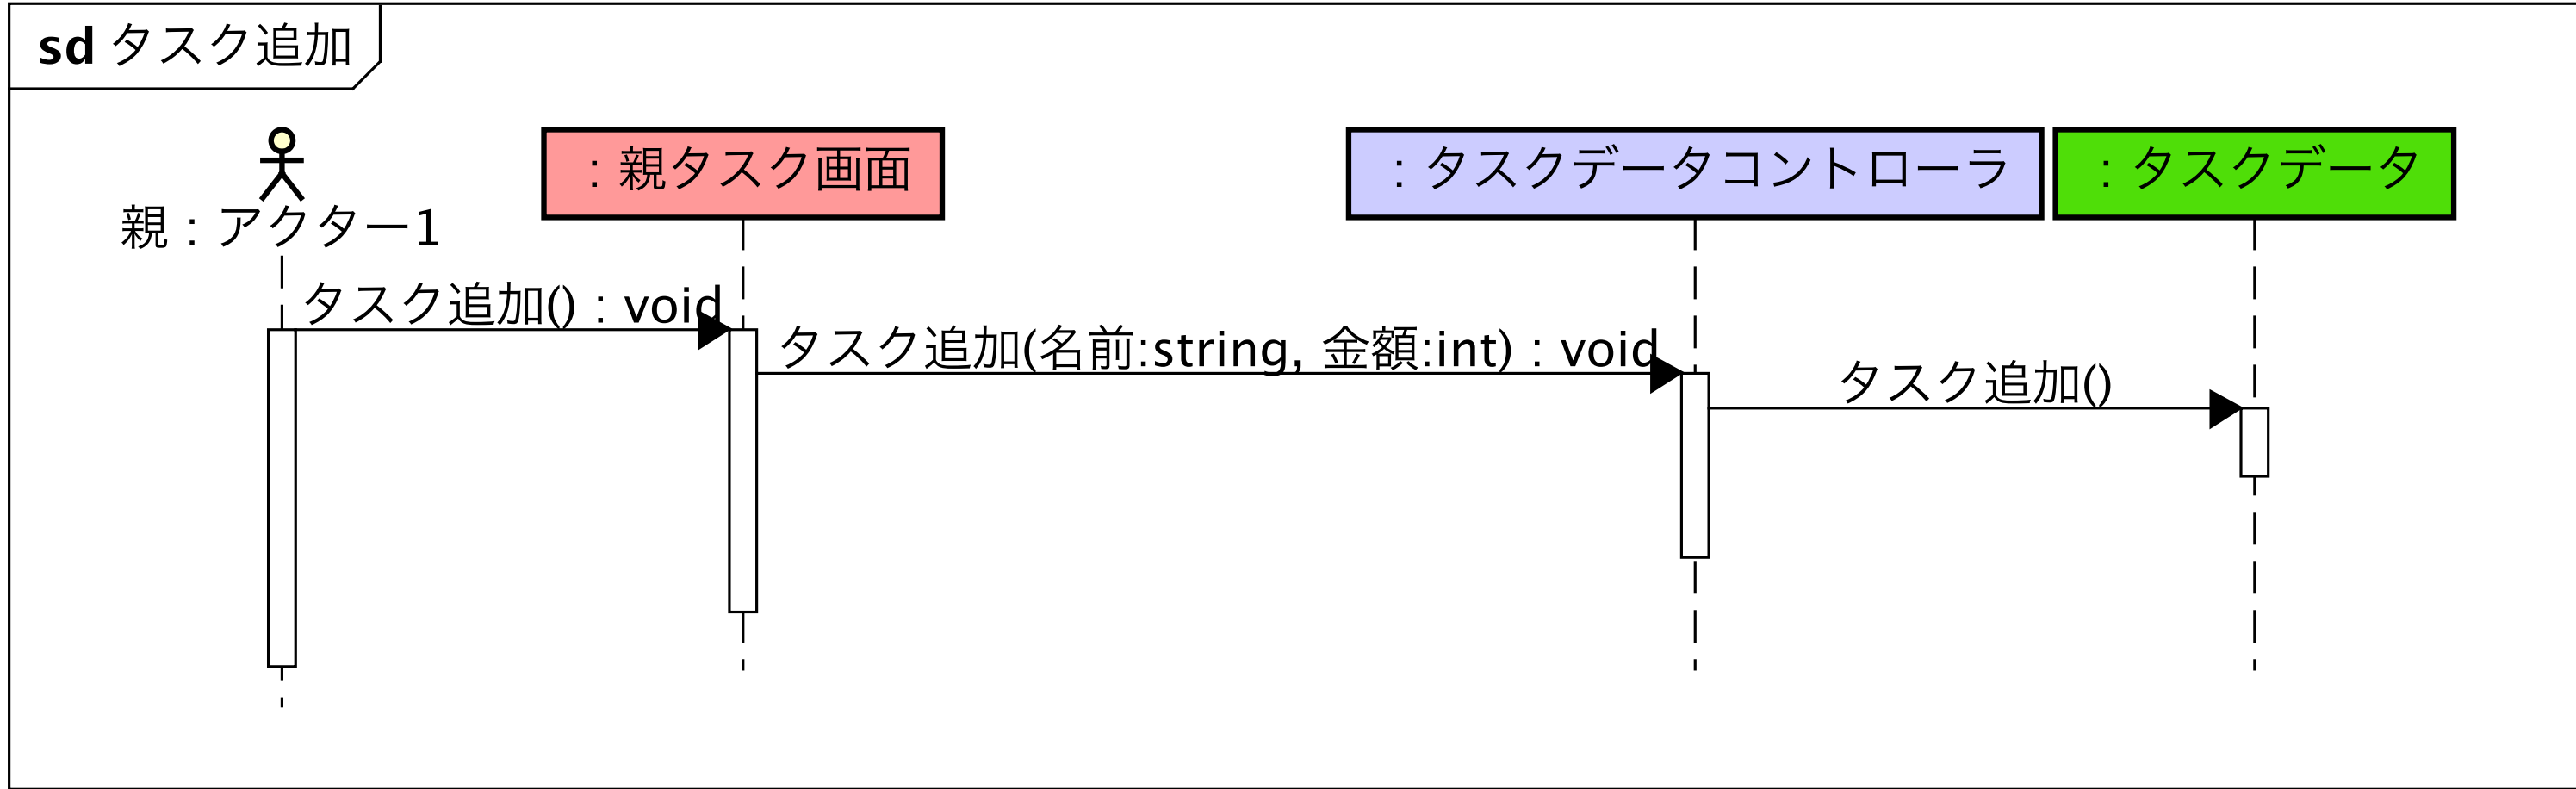 sd タスク追加
親 : アクター1
: 親タスク画面
: タスクデータコントローラ
: タスクデータ
タスク追加() : void
タスク追加(名前:string, 金額:int) : void
タスク追加()